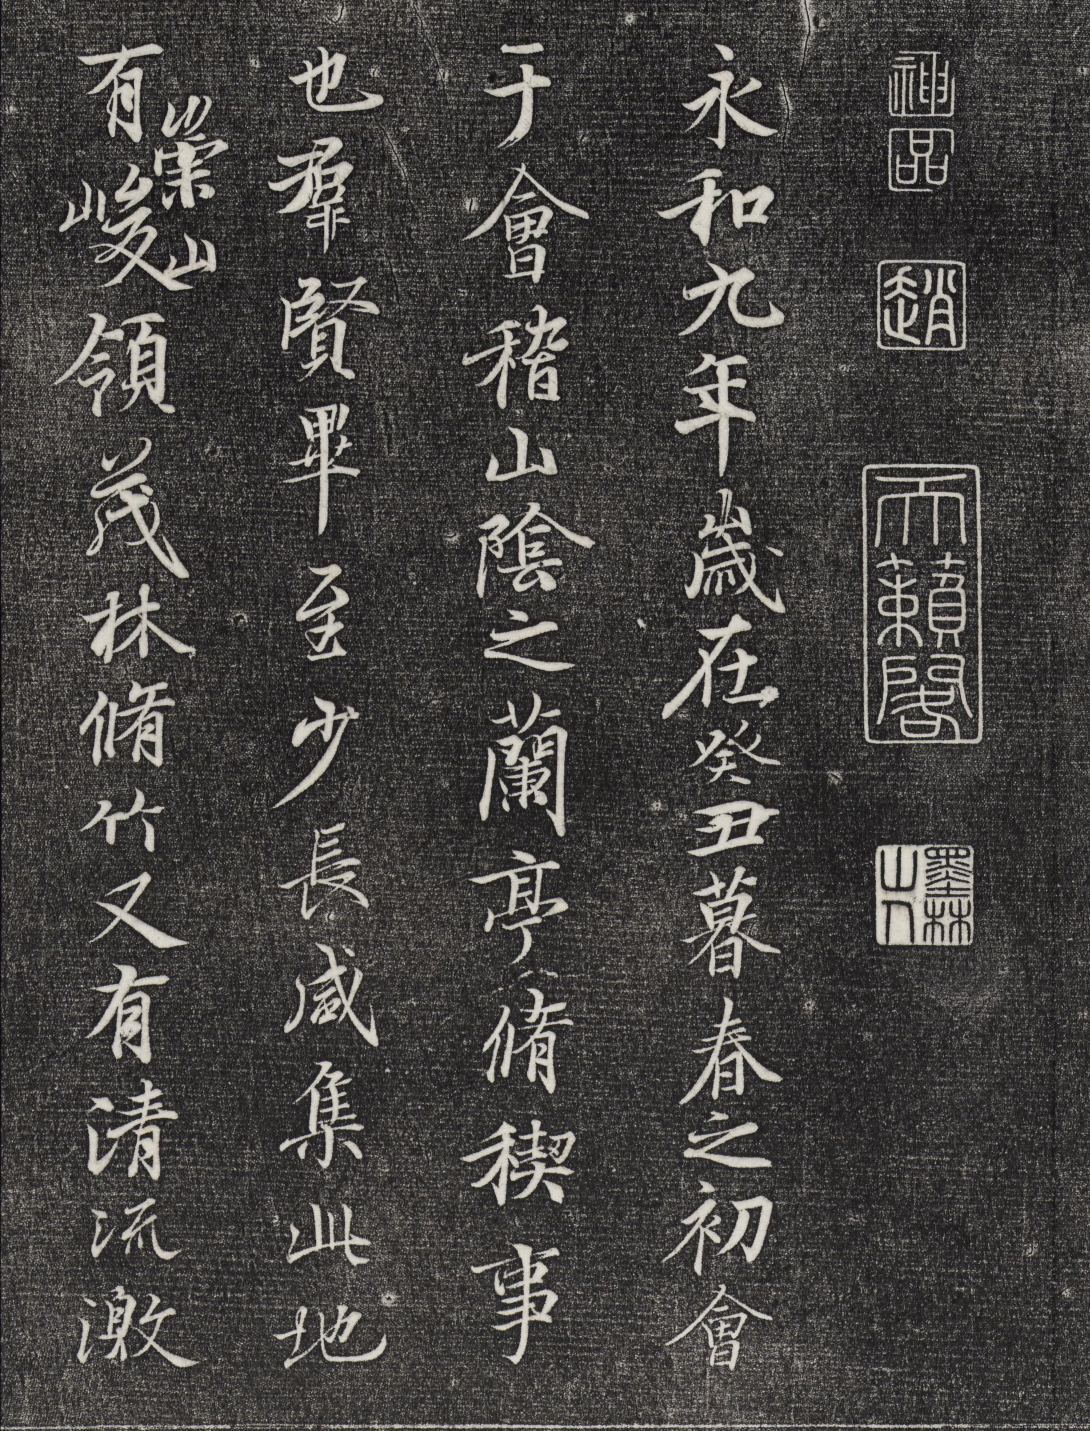 神品
趙
天籟閣
墨林山人
永和九年歲在癸丑暮春之初會
于會稽山陰之蘭亭脩稧事
也羣賢畢至少長咸集此地
有崇山峻領茂林脩竹又有清流激